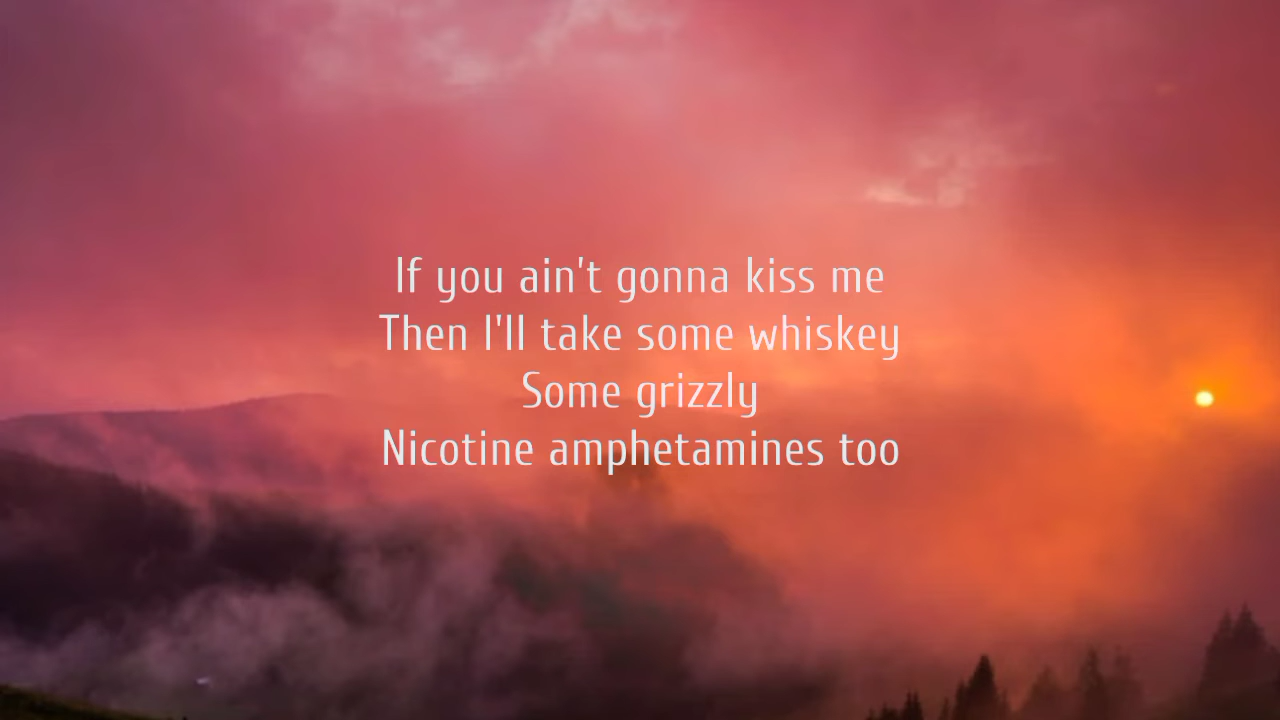 If you ain't gonna kiss me
Then I'll take some whiskey
Some grizzly
Nicotine amphetamines too